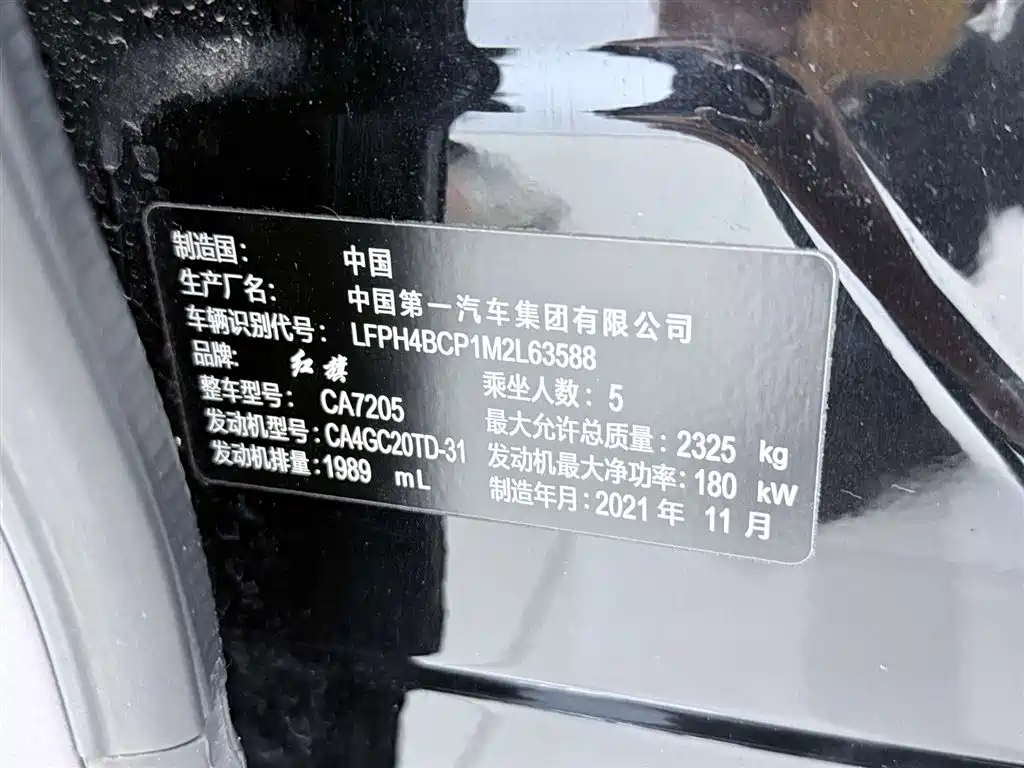 制造国： 中国
生产厂名： 中国第一汽车集团有限公司
车辆识别代号： LFPH4BCP1M2L63588
品牌: 红旗 乘坐人数：5
整车型号： CA7205 最大允许总质量：2325 kg
发动机型号：CA4GC20TD-31 发动机最大净功率：180 kW
发动机排量：1989 mL 制造年月：2021 年 11 月